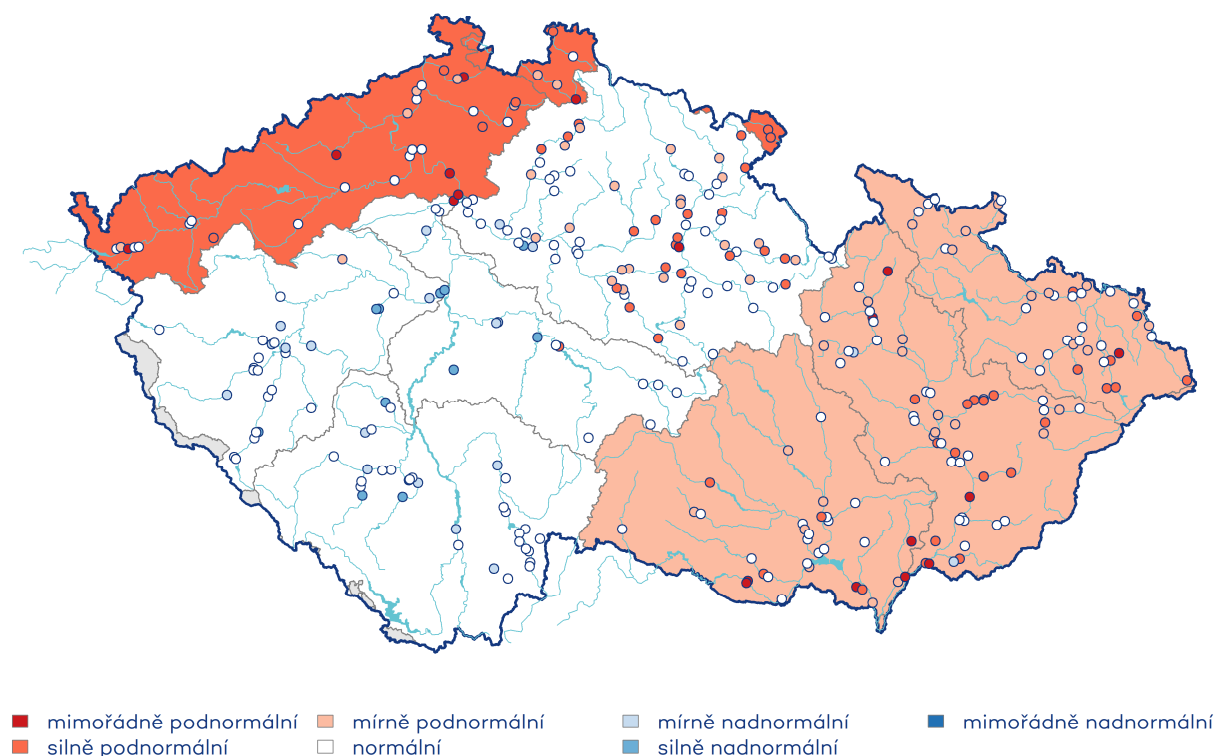 mimořádně podnormální
mírně podnormální
mírně nadnormální
mimořádně nadnormální
silně podnormální
normální
silně nadnormální